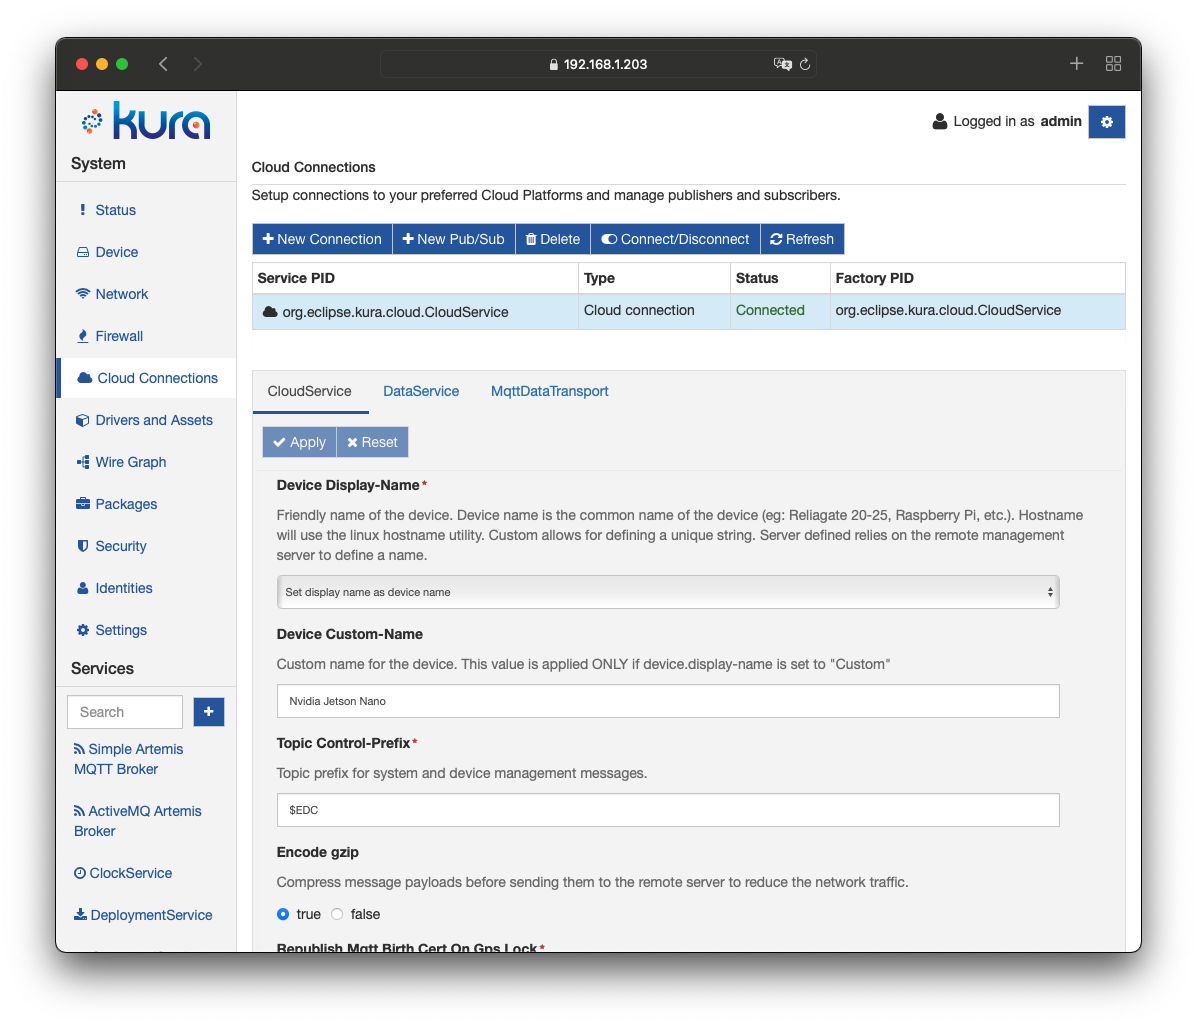 192.168.1.203
kura
Logged in as admin
System
Status
Device
Network
Firewall
Cloud Connections
Drivers and Assets
Wire Graph
Packages
Security
Identities
Settings
Services
Search
Simple Artemis
MQTT Broker
ActiveMQ Artemis
Broker
ClockService
DeploymentService
Cloud Connections
Setup connections to your preferred Cloud Platforms and manage publishers and subscribers.
New Connection New Pub/Sub Delete Connect/Disconnect Refresh
Service PID Type Status Factory PID
org.eclipse.kura.cloud.CloudService Cloud connection Connected org.eclipse.kura.cloud.CloudService
CloudService DataService MqttDataTransport
Apply Reset
Device Display-Name*
Friendly name of the device. Device name is the common name of the device (eg: Reliagate 20-25, Raspberry Pi, etc.). Hostname
will use the linux hostname utility. Custom allows for defining a unique string. Server defined relies on the remote management
server to define a name.
Set display name as device name
Device Custom-Name
Custom name for the device. This value is applied ONLY if device.display-name is set to "Custom"
Nvidia Jetson Nano
Topic Control-Prefix*
Topic prefix for system and device management messages.
$EDC
Encode gzip
Compress message payloads before sending them to the remote server to reduce the network traffic.
true false
Republish Mqtt Birth Cert On Gps Lock*